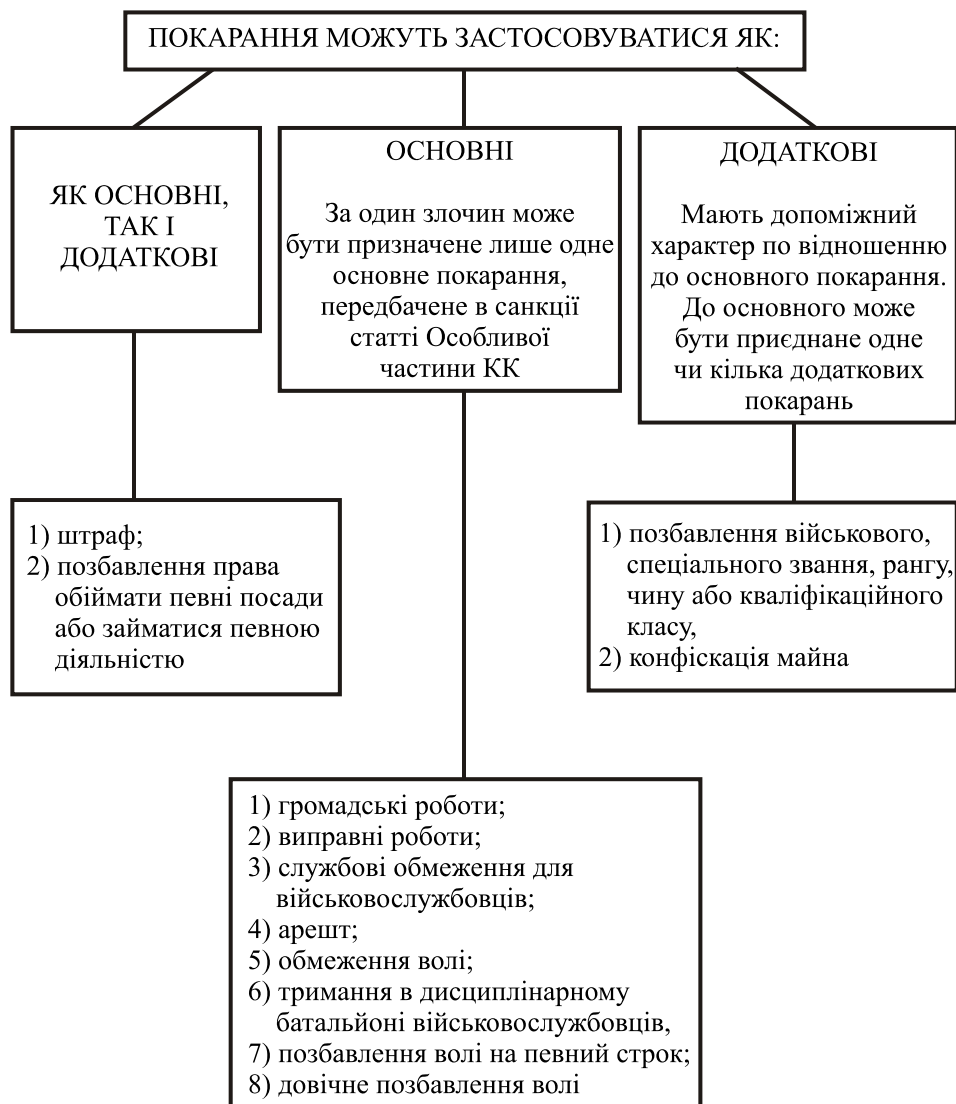 ПОКАРАННЯ МОЖУТЬ ЗАСТОСОВУВАТИСЯ ЯК:
ЯК ОСНОВНІ,
ТАК І
ДОДАТКОВІ
ОСНОВНІ
За один злочин може
бути призначене лише одне
основне покарання,
передбачене в санкції
статті Особливої
частини КК
ДОДАТКОВІ
Мають допоміжний
характер по відношенню
до основного покарання.
До основного може
бути приєднане одне
чи кілька додаткових
покарань
1) штраф;
2) позбавлення права
обіймати певні посади
або займатися певною
діяльністю
1) позбавлення військового,
спеціального звання, рангу,
чину або кваліфікаційного
класу,
2) конфіскація майна
1) громадські роботи;
2) виправні роботи;
3) службові обмеження для
військовослужбовців;
4) арешт;
5) обмеження волі;
6) тримання в дисциплінарному
батальйоні військовослужбовців,
7) позбавлення волі на певний строк;
8) довічне позбавлення волі